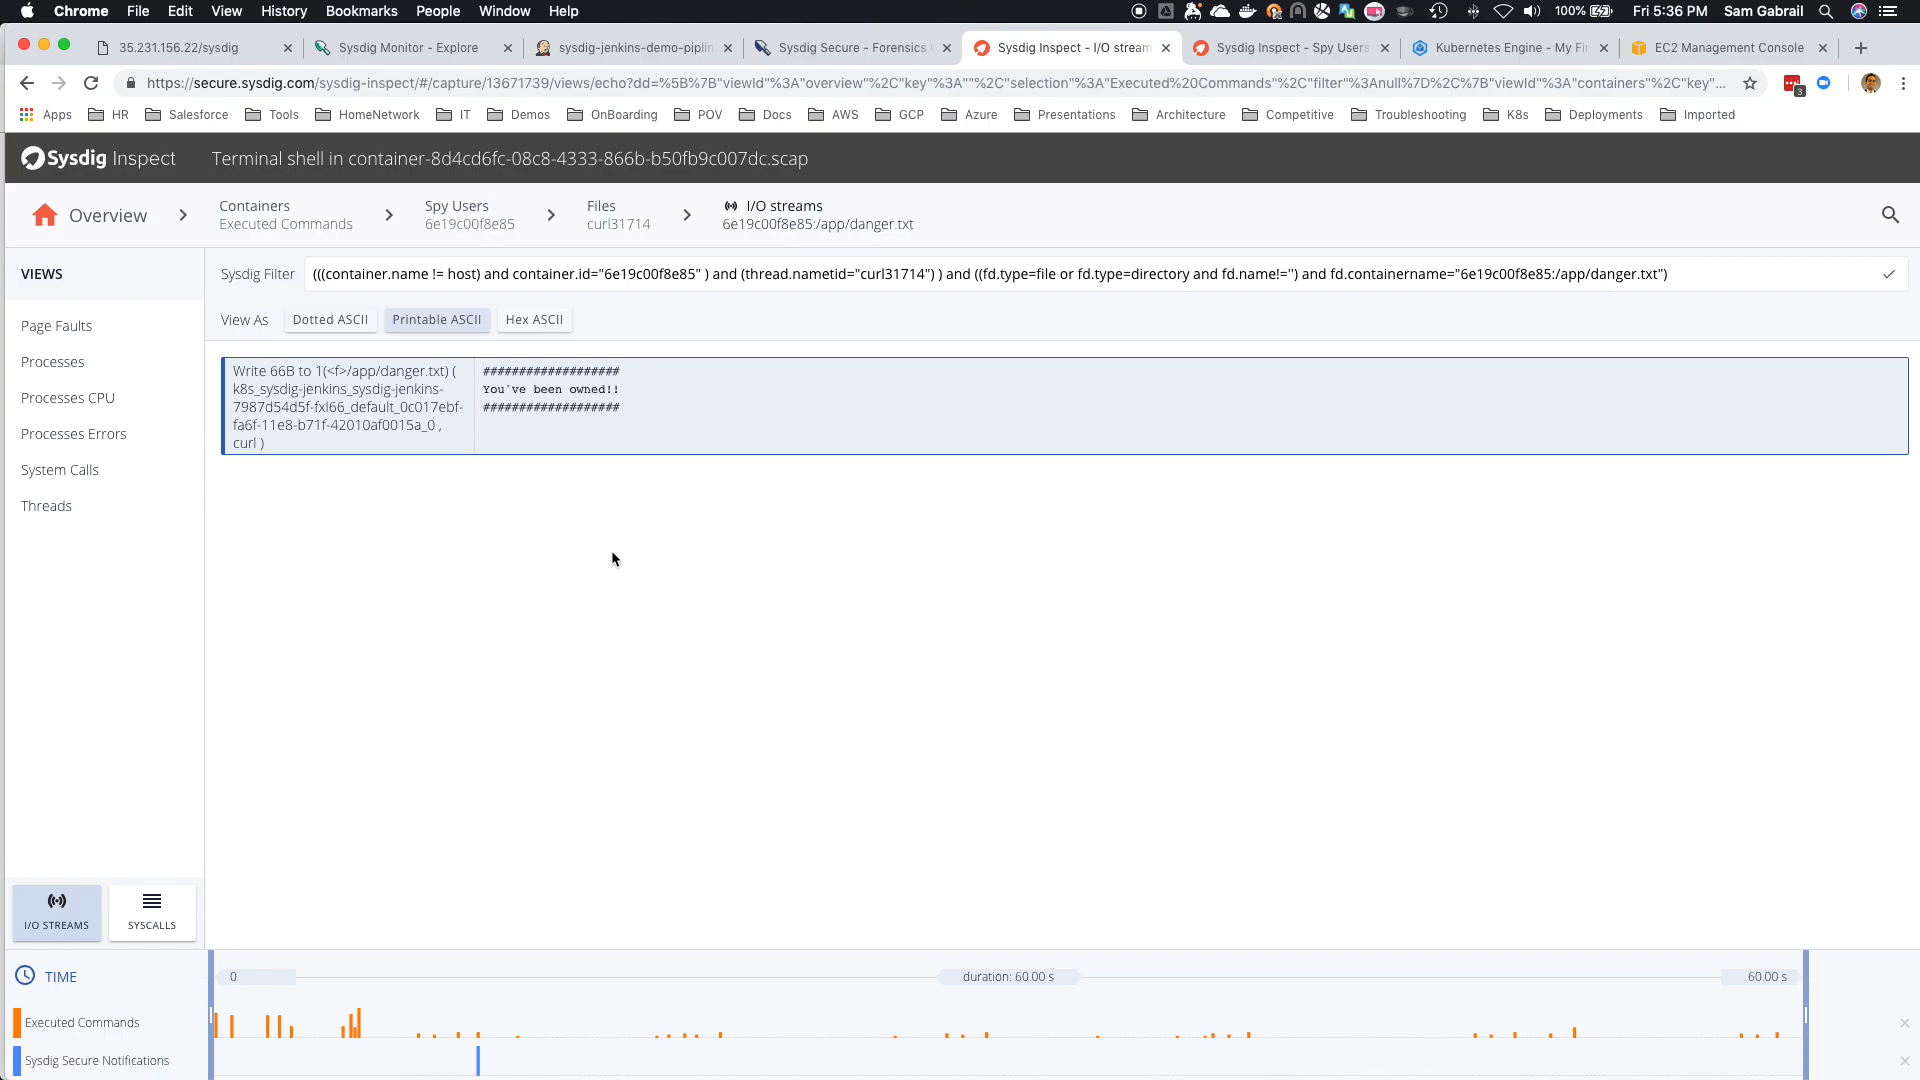 Chrome File Edit View History Bookmarks People Window Help 100% Fri 5:36 PM Sam Gabrail
35.231.156.22/sysdig
Sysdig Monitor - Explore
sysdig-jenkins-demo-piplin
Sysdig Secure - Forensics
Sysdig Inspect - I/O stream
Sysdig Inspect - Spy Users
Kubernetes Engine - My Fir
EC2 Management Console
https://secure.sysdig.com/sysdig-inspect/#/capture/13671739/views/echo?dd=%5B%7B"viewId"%3A"overview"%2C"key"%3A""%2C"selection"%3A"Executed%20Commands"%2C"filter"%3Anull%7D%2C%7B"viewId"%3A"containers"%2C"key"...
3
Apps HR Salesforce Tools HomeNetwork IT Demos OnBoarding POV Docs AWS GCP Azure Presentations Architecture Competitive Troubleshooting K8s Deployments Imported
Sysdig Inspect Terminal shell in container-8d4cd6fc-08c8-4333-866b-b50fb9c007dc.scap
Overview
Containers
Executed Commands
Spy Users
6e19c00f8e85
Files
curl31714
I/O streams
6e19c00f8e85:/app/danger.txt
VIEWS
Page Faults
Processes
Processes CPU
Processes Errors
System Calls
Threads
Sysdig Filter (((container.name != host) and container.id="6e19c00f8e85" ) and (thread.nametid="curl31714") ) and ((fd.type=file or fd.type=directory and fd.name!='') and fd.containername="6e19c00f8e85:/app/danger.txt")
View As Dotted ASCII Printable ASCII Hex ASCII
Write 66B to 1(<f>/app/danger.txt) (
k8s_sysdig-jenkins_sysdig-jenkins-
7987d54d5f-fxl66_default_0c017ebf-
fa6f-11e8-b71f-42010af0015a_0 ,
curl )
###################
You've been owned!!
###################
I/O STREAMS
SYSCALLS
TIME
0
duration: 60.00 s
60.00 s
Executed Commands
Sysdig Secure Notifications